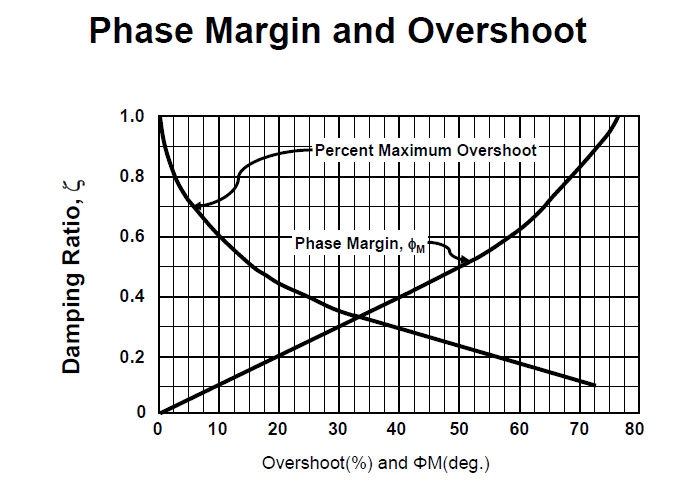 Phase Margin and Overshoot
1.0
Percent Maximum Overshoot
0.8
0.6
Phase Margin, ϕM
0.4
0.2
0
Damping Ratio, ζ
0 10 20 30 40 50 60 70 80
Overshoot(%) and ΦM(deg.)